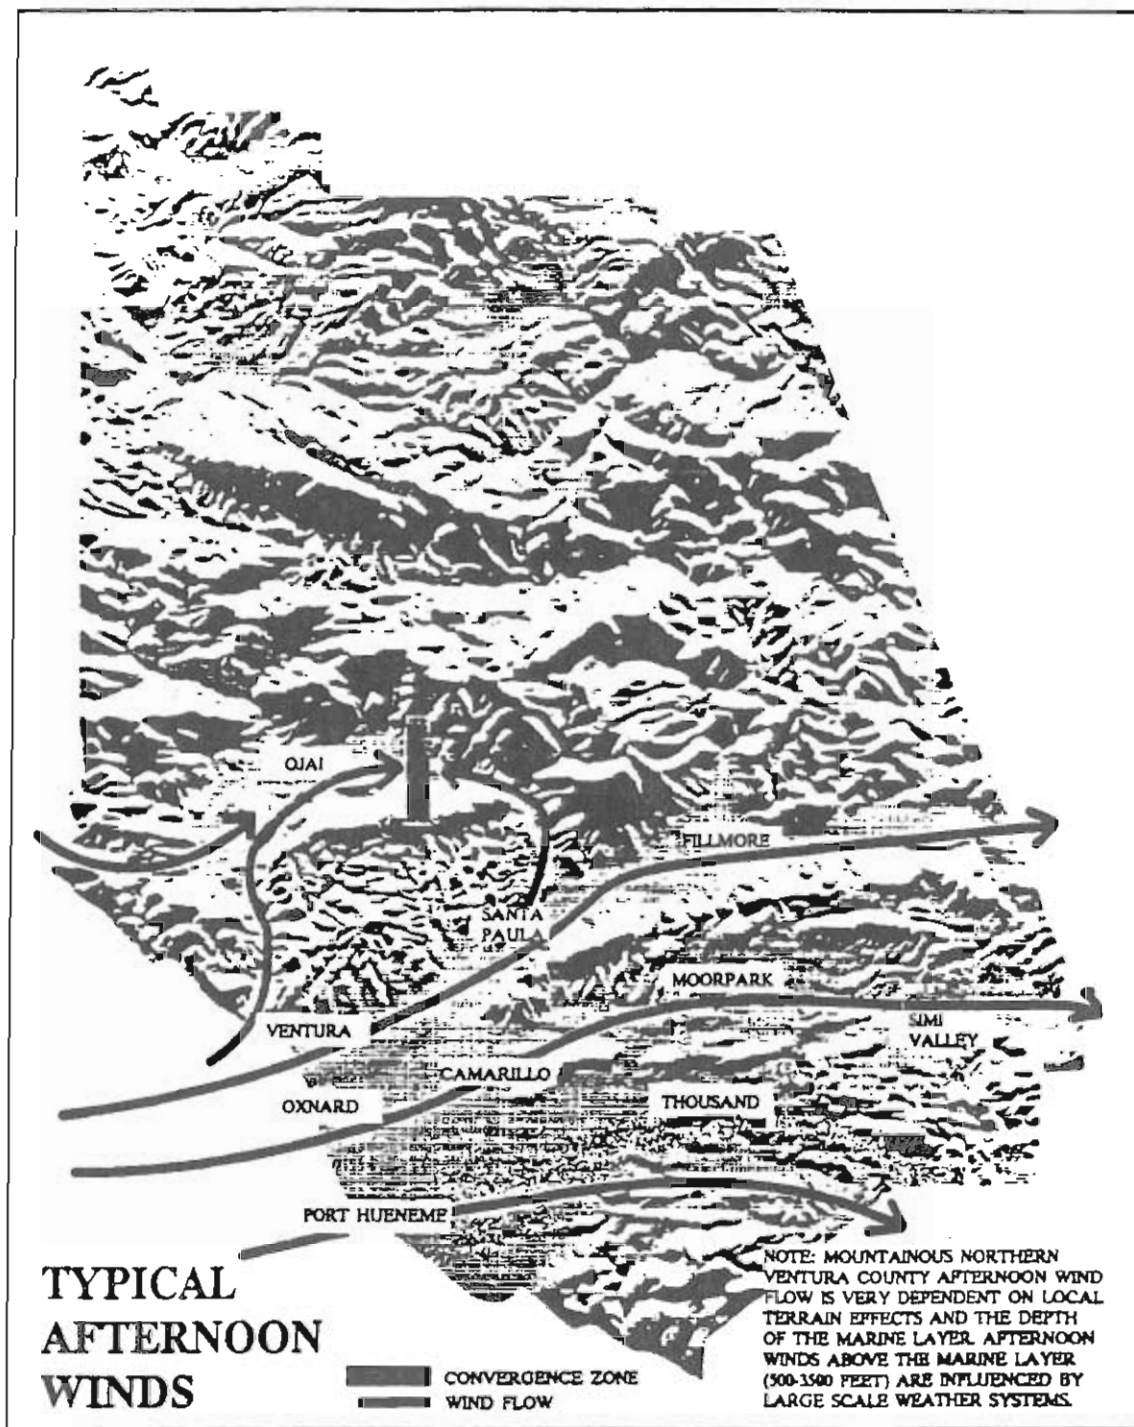 OJAI
FILLMORE
SANTA
PAULA
MOORPARK
VENTURA
SIMI
VALLEY
CAMARILLO
OXNARD
THOUSAND
PORT HUENEME
TYPICAL
AFTERNOON
WINDS
CONVERGENCE ZONE
WIND FLOW
NOTE: MOUNTAINOUS NORTHERN
VENTURA COUNTY AFTERNOON WIND
FLOW IS VERY DEPENDENT ON LOCAL
TERRAIN EFFECTS AND THE DEPTH
OF THE MARINE LAYER. AFTERNOON
WINDS ABOVE THE MARINE LAYER
(500-3500 FEET) ARE INFLUENCED BY
LARGE SCALE WEATHER SYSTEMS.